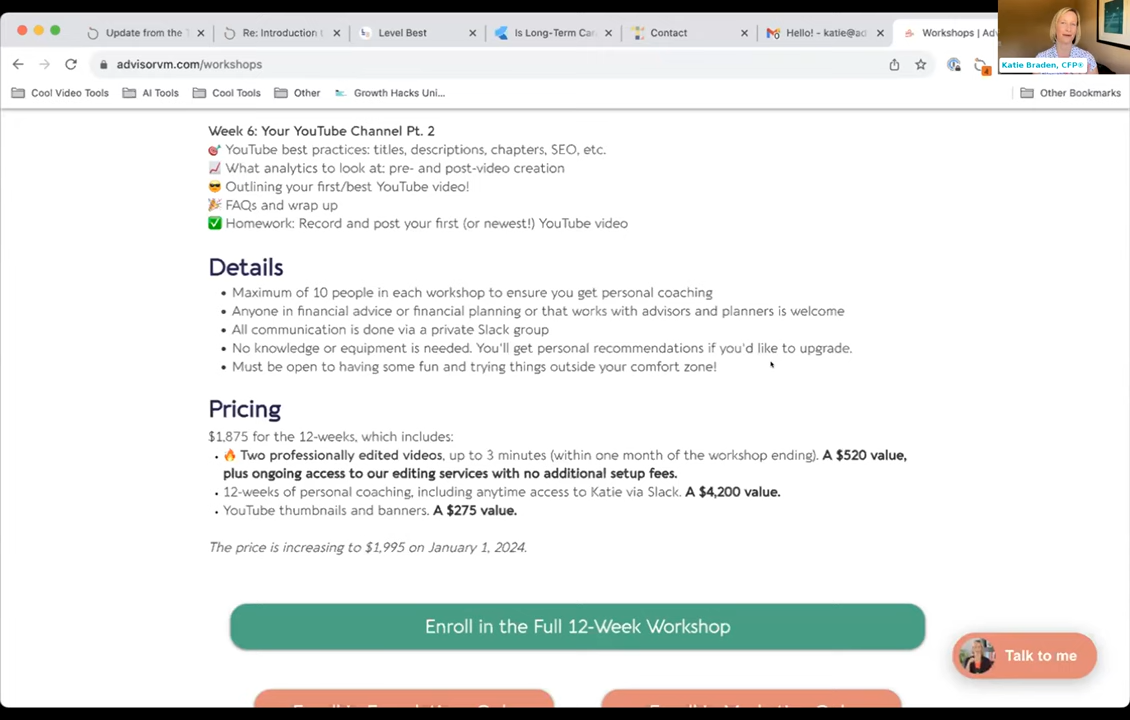 Update from the
Re: Introduction
Level Best
Is Long-Term Car
Contact
Hello! - katie@ad
Workshops | Adv
advisorvm.com/workshops
Cool Video Tools
AI Tools
Cool Tools
Other
Growth Hacks Uni...
Other Bookmarks
Katie Braden, CFP®
Week 6: Your YouTube Channel Pt. 2
🎯 YouTube best practices: titles, descriptions, chapters, SEO, etc.
📈 What analytics to look at: pre- and post-video creation
😎 Outlining your first/best YouTube video!
🎉 FAQs and wrap up
✅ Homework: Record and post your first (or newest!) YouTube video
Details
• Maximum of 10 people in each workshop to ensure you get personal coaching
• Anyone in financial advice or financial planning or that works with advisors and planners is welcome
• All communication is done via a private Slack group
• No knowledge or equipment is needed. You'll get personal recommendations if you'd like to upgrade.
• Must be open to having some fun and trying things outside your comfort zone!
Pricing
$1,875 for the 12-weeks, which includes:
• 🔥 Two professionally edited videos, up to 3 minutes (within one month of the workshop ending). A $520 value,
plus ongoing access to our editing services with no additional setup fees.
• 12-weeks of personal coaching, including anytime access to Katie via Slack. A $4,200 value.
• YouTube thumbnails and banners. A $275 value.
The price is increasing to $1,995 on January 1, 2024.
Enroll in the Full 12-Week Workshop
Talk to me